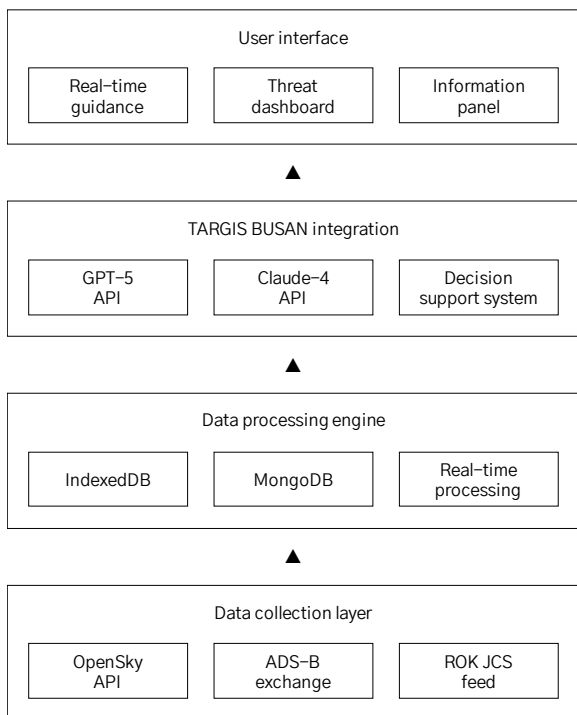 User interface
Real-time
guidance
Threat
dashboard
Information
panel
TARGIS BUSAN integration
GPT-5
API
Claude-4
API
Decision
support system
Data processing engine
IndexedDB
MongoDB
Real-time
processing
Data collection layer
OpenSky
API
ADS-B
exchange
ROK JCS
feed